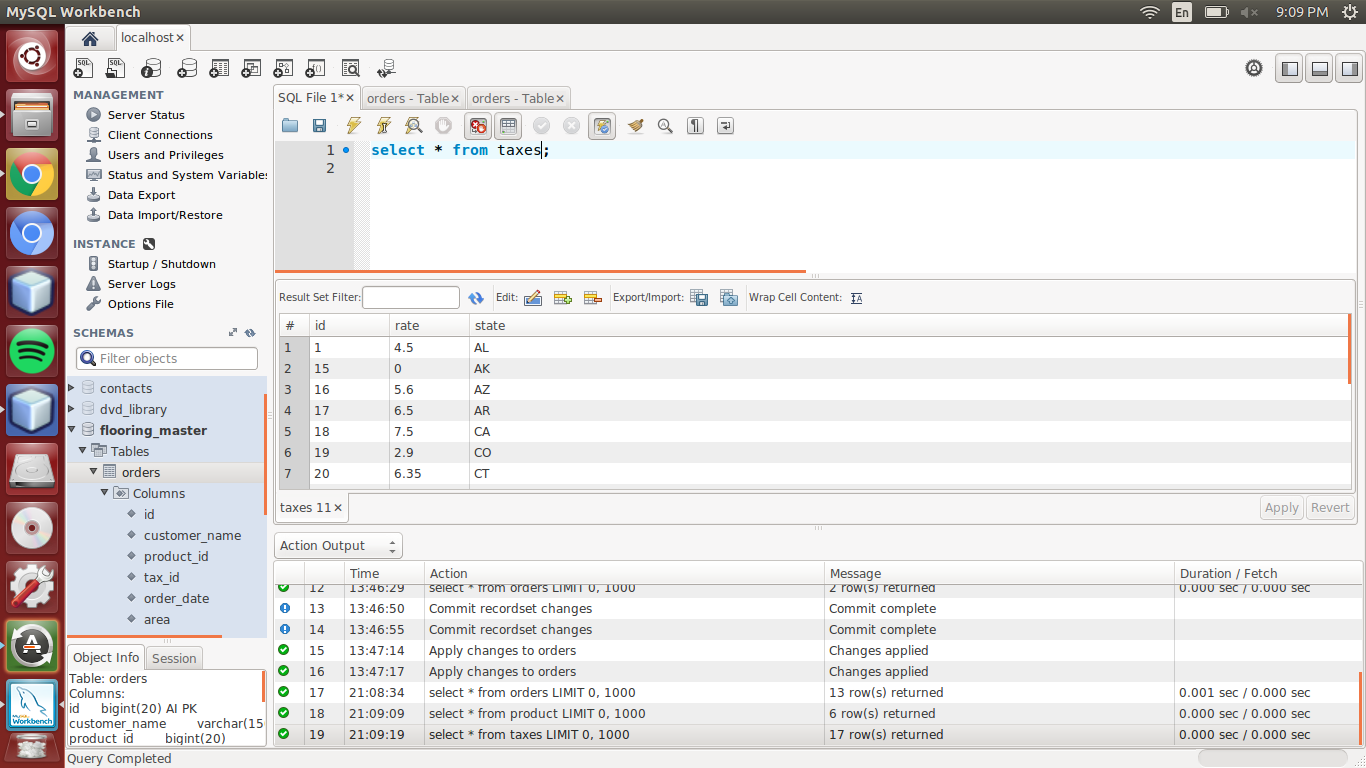 MySQL Workbench
En
9:09 PM
localhost
MANAGEMENT
Server Status
Client Connections
Users and Privileges
Status and System Variables
Data Export
Data Import/Restore
INSTANCE
Startup / Shutdown
Server Logs
Options File
SCHEMAS
Filter objects
contacts
dvd_library
flooring_master
Tables
orders
Columns
id
customer_name
product_id
tax_id
order_date
area
Object Info Session
Table: orders
Columns:
id bigint(20) AI PK
customer_name varchar(15
product_id bigint(20)
Query Completed
SQL File 1* orders - Table orders - Table
1 select * from taxes;
2
Result Set Filter: Edit: Export/Import: Wrap Cell Content:
# id rate state
1 1 4.5 AL
2 15 0 AK
3 16 5.6 AZ
4 17 6.5 AR
5 18 7.5 CA
6 19 2.9 CO
7 20 6.35 CT
taxes 11 Apply Revert
Action Output
Time Action Message Duration / Fetch
12 13:46:29 select * from orders LIMIT 0, 1000 2 row(s) returned 0.000 sec / 0.000 sec
13 13:46:50 Commit recordset changes Commit complete
14 13:46:55 Commit recordset changes Commit complete
15 13:47:14 Apply changes to orders Changes applied
16 13:47:17 Apply changes to orders Changes applied
17 21:08:34 select * from orders LIMIT 0, 1000 13 row(s) returned 0.001 sec / 0.000 sec
18 21:09:09 select * from product LIMIT 0, 1000 6 row(s) returned 0.000 sec / 0.000 sec
19 21:09:19 select * from taxes LIMIT 0, 1000 17 row(s) returned 0.000 sec / 0.000 sec
SQL
SQL
A
MySQL
Workbench